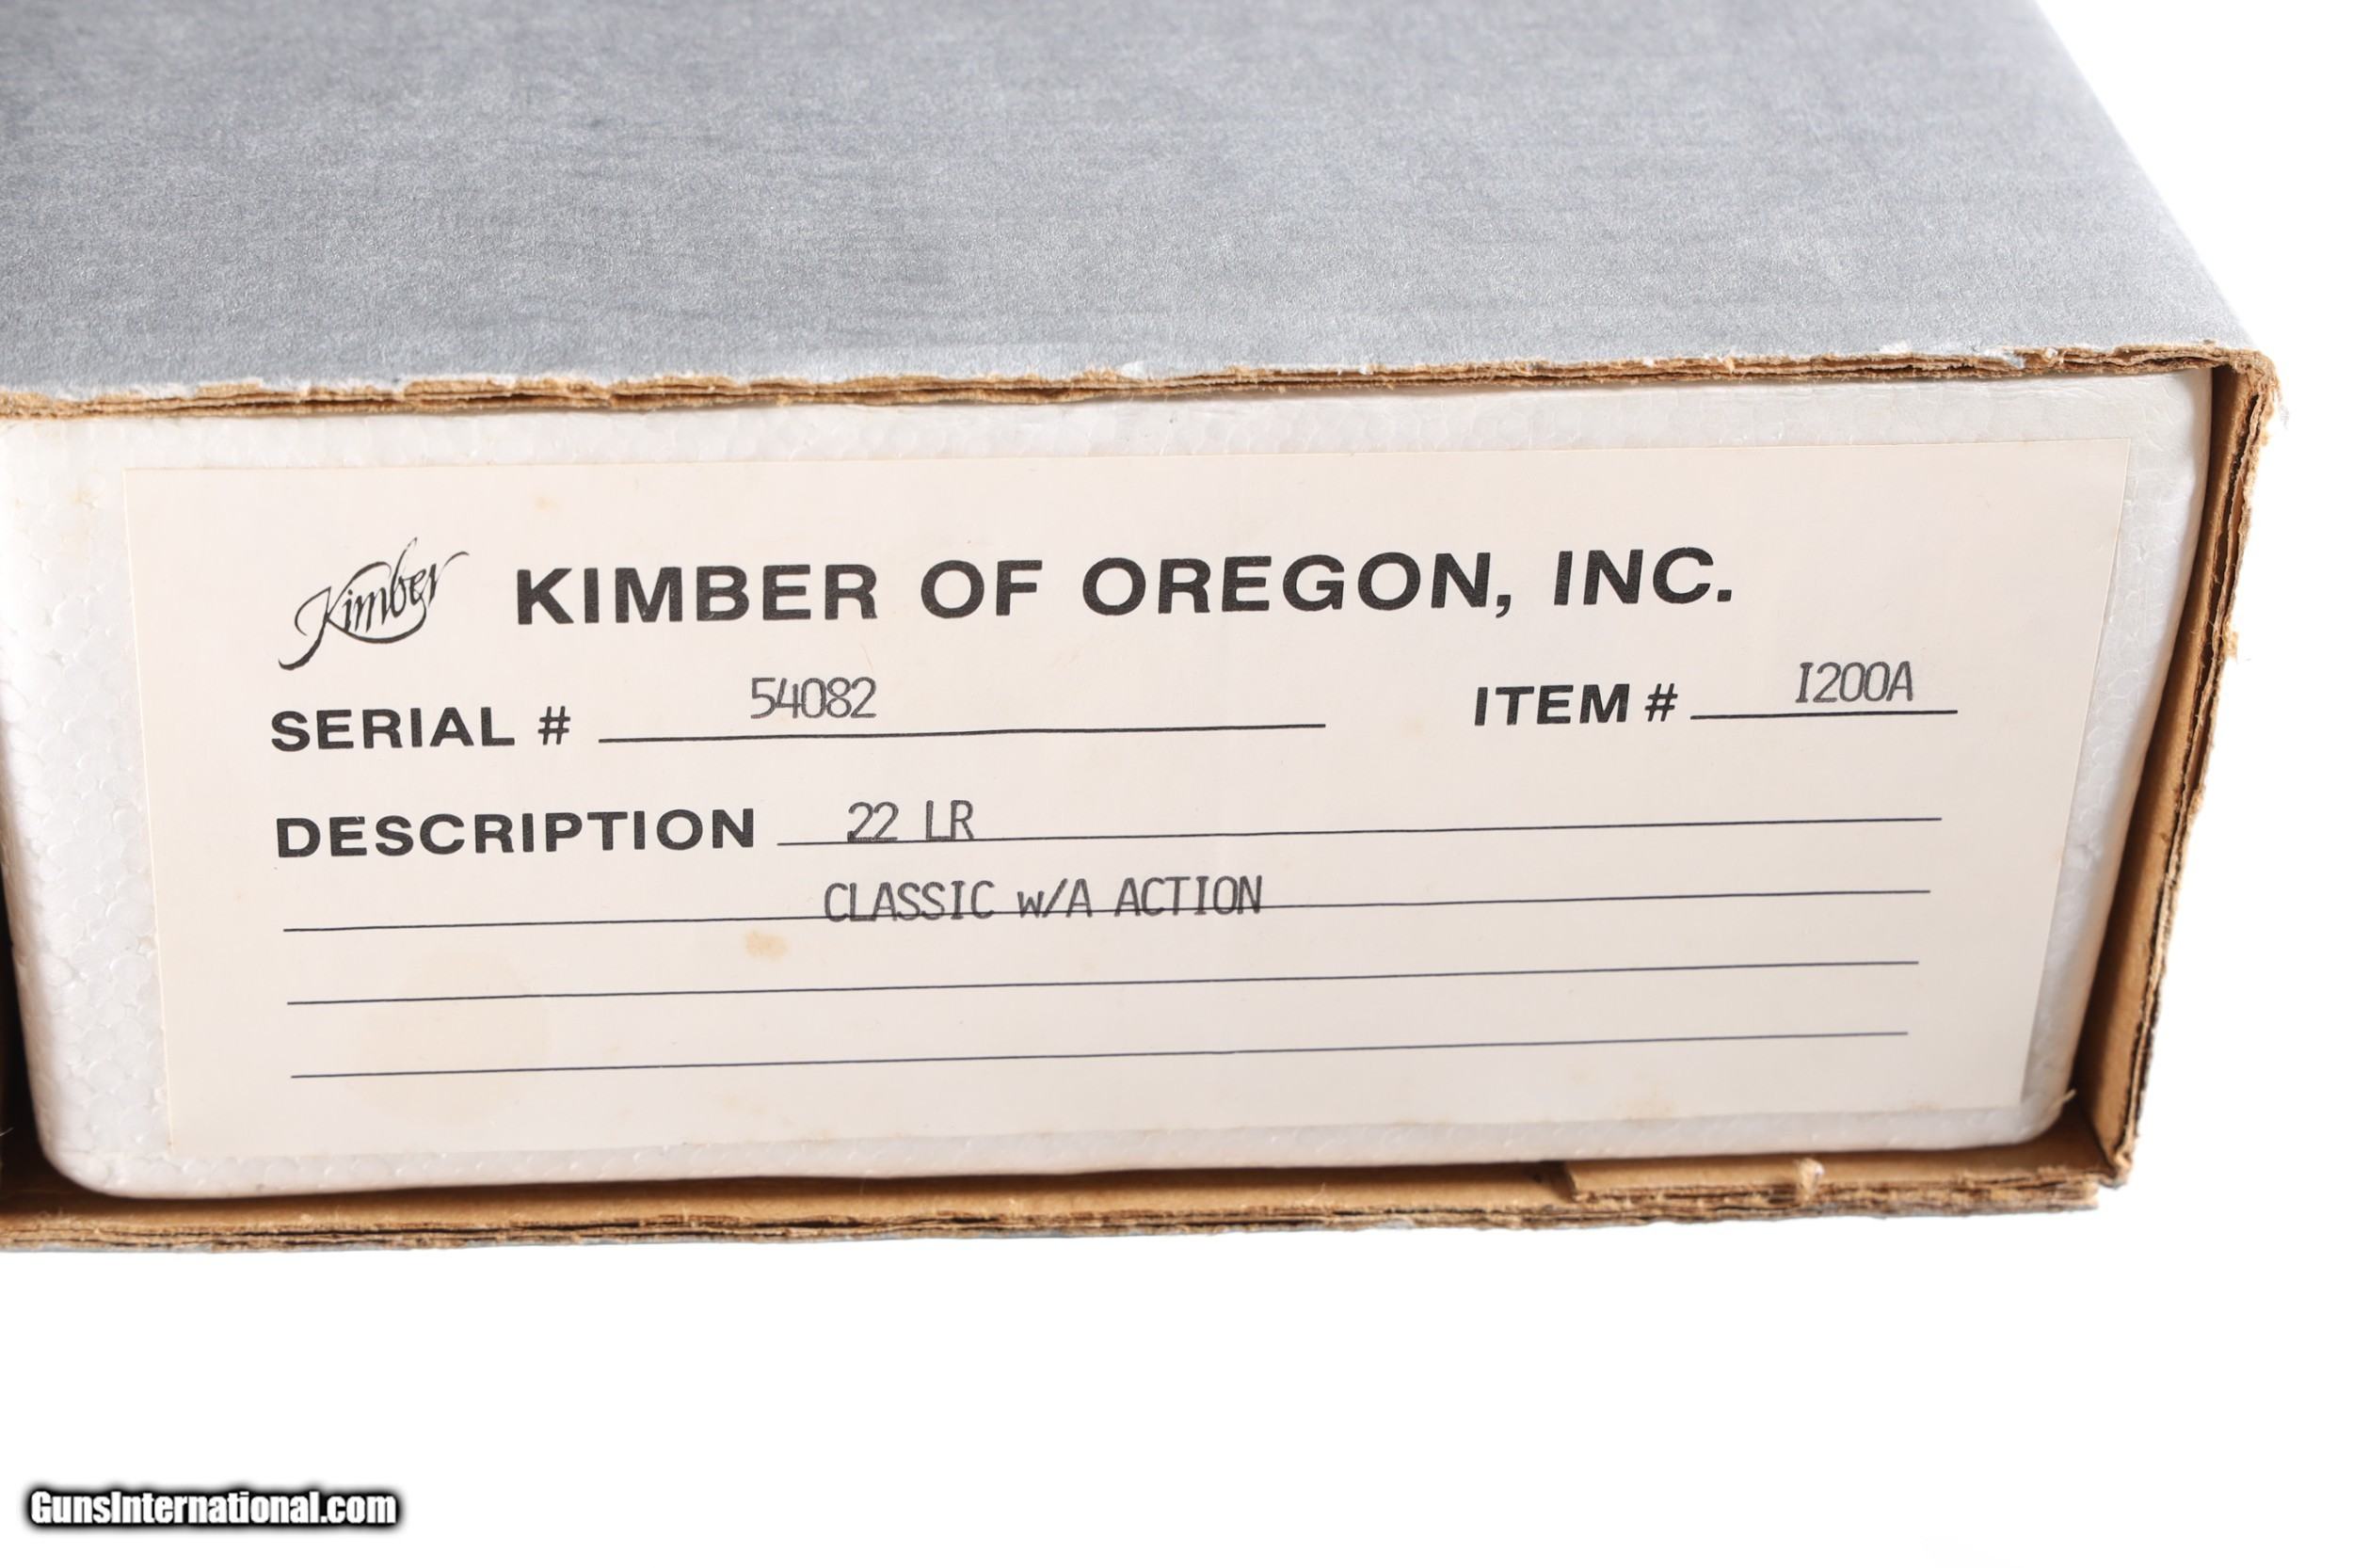 Kimber KIMBER OF OREGON, INC.
SERIAL # 54082 ITEM # I200A
DESCRIPTION 22 LR
CLASSIC w/A ACTION
GunsInternational.com